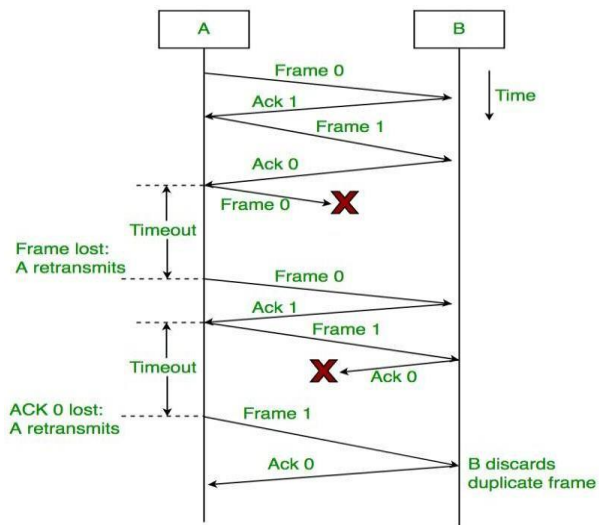 A
B
Frame 0
Time
Ack 1
Frame 1
Ack 0
Frame 0
Timeout
Frame lost:
A retransmits
Frame 0
Ack 1
Frame 1
Timeout
Ack 0
ACK 0 lost:
A retransmits
Frame 1
Ack 0
B discards
duplicate frame